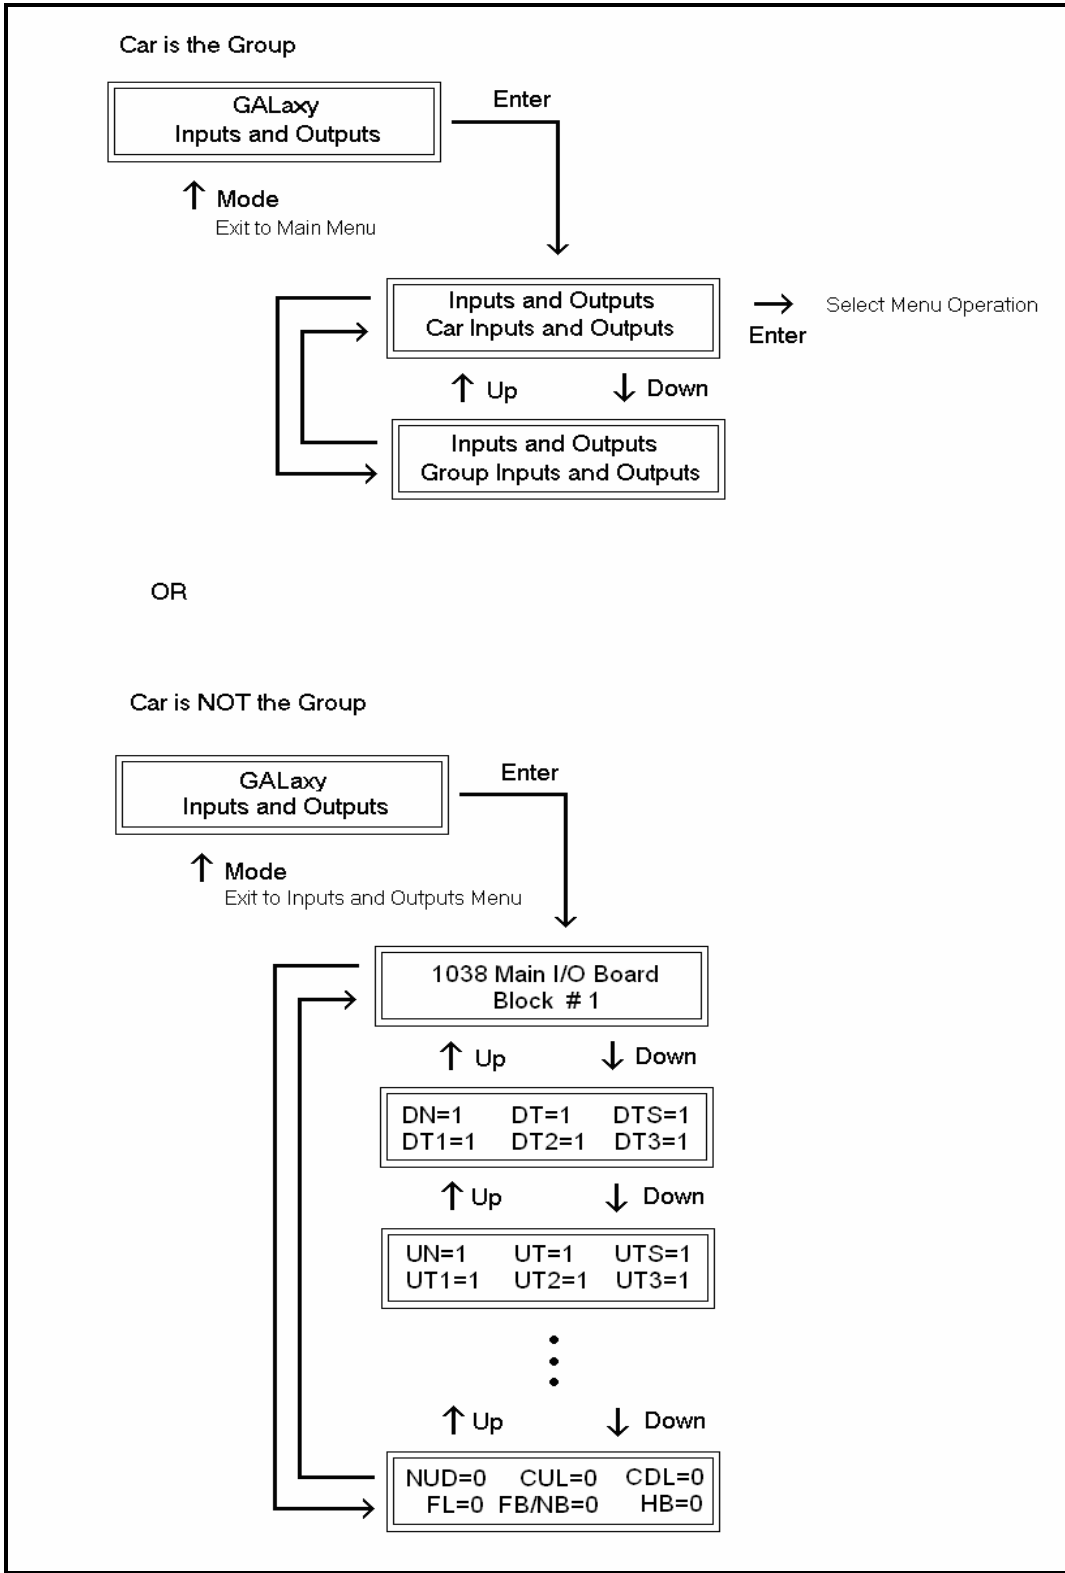 Car is the Group
GALaxy
Inputs and Outputs
Enter
↑ Mode
Exit to Main Menu
Inputs and Outputs
Car Inputs and Outputs
→ Select Menu Operation
Enter
↑ Up ↓ Down
Inputs and Outputs
Group Inputs and Outputs
OR
Car is NOT the Group
GALaxy
Inputs and Outputs
Enter
↑ Mode
Exit to Inputs and Outputs Menu
1038 Main I/O Board
Block # 1
↑ Up ↓ Down
DN=1 DT=1 DTS=1
DT1=1 DT2=1 DT3=1
↑ Up ↓ Down
UN=1 UT=1 UTS=1
UT1=1 UT2=1 UT3=1
↑ Up ↓ Down
NUD=0 CUL=0 CDL=0
FL=0 FB/NB=0 HB=0